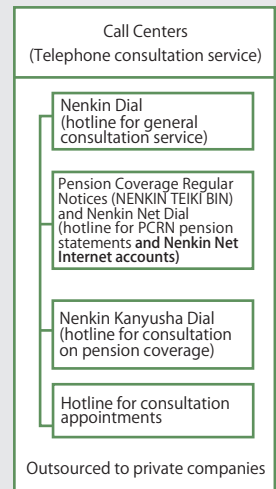 Call Centers
(Telephone consultation service)
Nenkin Dial
(hotline for general
consultation service)
Pension Coverage Regular
Notices (NENKIN TEIKI BIN)
and Nenkin Net Dial
(hotline for PCRN pension
statements and Nenkin Net
Internet accounts)
Nenkin Kanyusha Dial
(hotline for consultation
on pension coverage)
Hotline for consultation
appointments
Outsourced to private companies